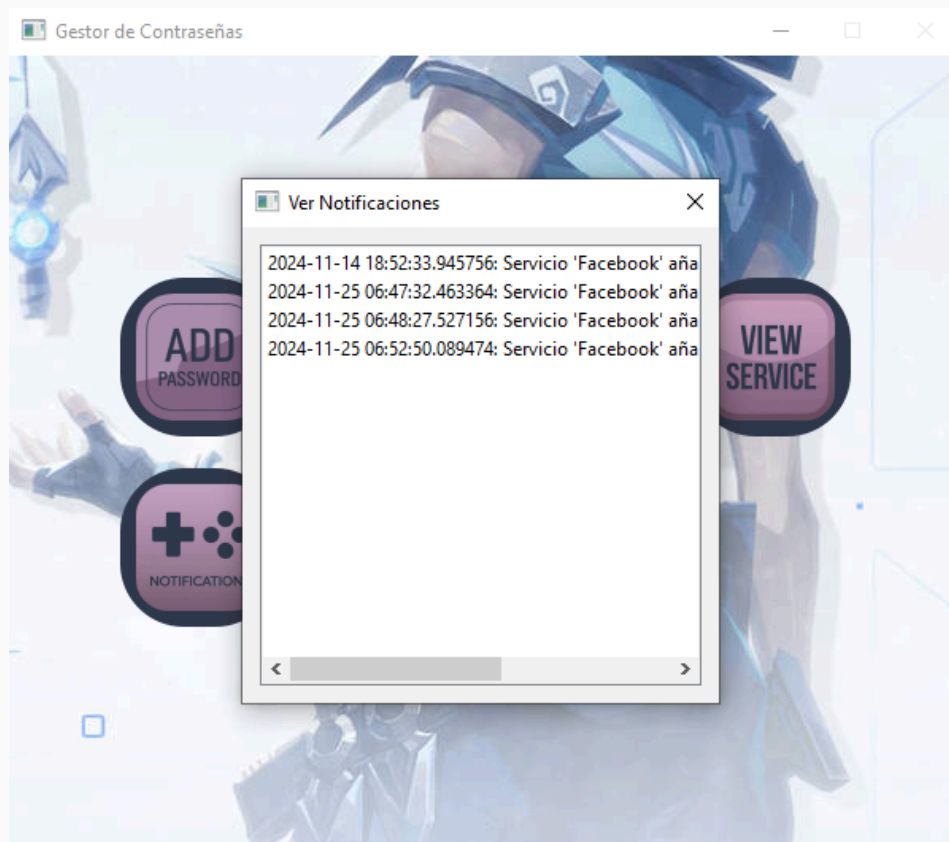 Gestor de Contraseñas
Ver Notificaciones
2024-11-14 18:52:33.945756: Servicio 'Facebook' aña
2024-11-25 06:47:32.463364: Servicio 'Facebook' aña
2024-11-25 06:48:27.527156: Servicio 'Facebook' aña
2024-11-25 06:52:50.089474: Servicio 'Facebook' aña
ADD
PASSWORD
VIEW
SERVICE
NOTIFICATION